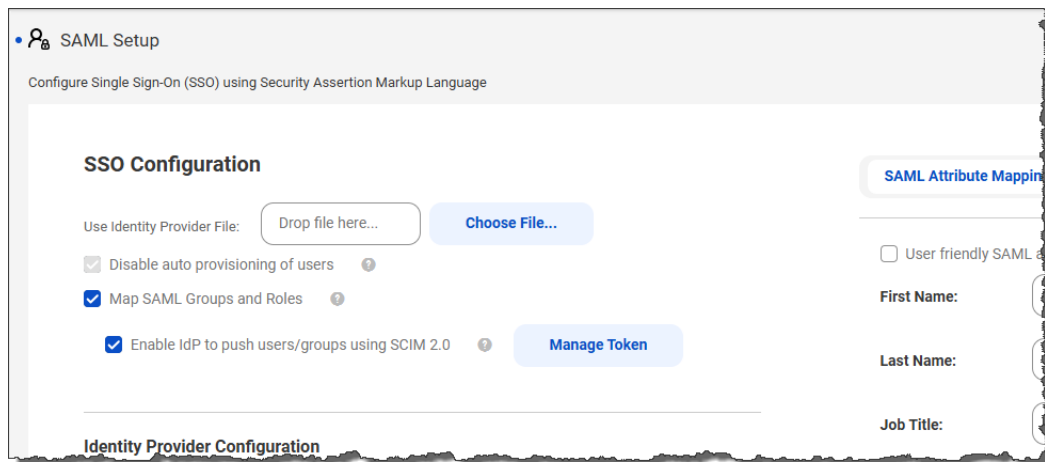 SAML Setup
Configure Single Sign-On (SSO) using Security Assertion Markup Language
SSO Configuration
Use Identity Provider File:
Drop file here...
Choose File...
Disable auto provisioning of users
Map SAML Groups and Roles
Enable IdP to push users/groups using SCIM 2.0
Manage Token
Identity Provider Configuration
SAML Attribute Mappin
User friendly SAML
First Name:
Last Name:
Job Title: